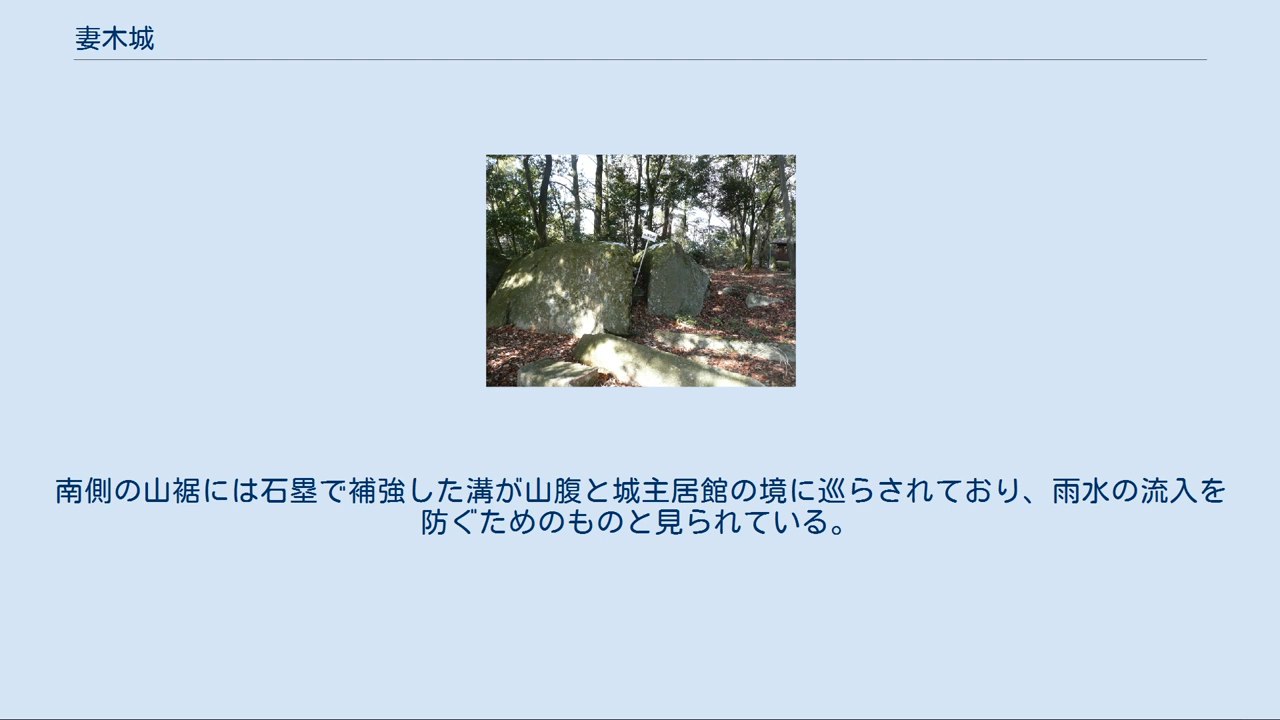 妻木城
南側の山裾には石塁で補強した溝が山腹と城主居館の境に巡らされており、雨水の流入を
防ぐためのものと見られている。